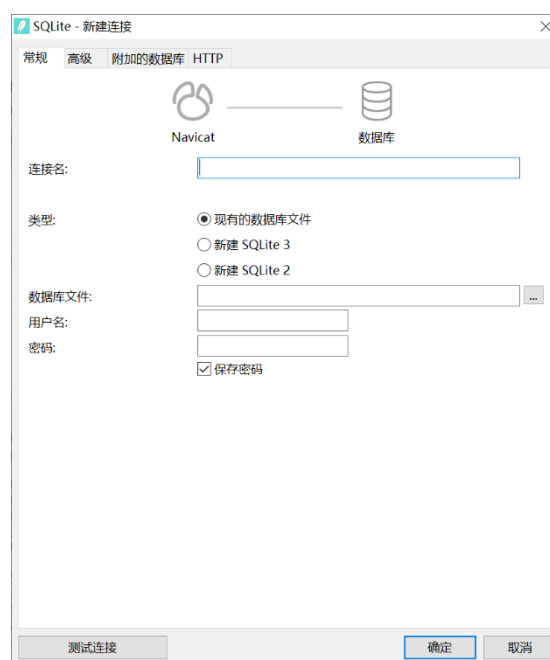 SQLite - 新建连接
常规 高级 附加的数据库 HTTP
Navicat 数据库
连接名:
类型: 现有的数据库文件
新建 SQLite 3
新建 SQLite 2
数据库文件: ...
用户名:
密码:
保存密码
测试连接 确定 取消